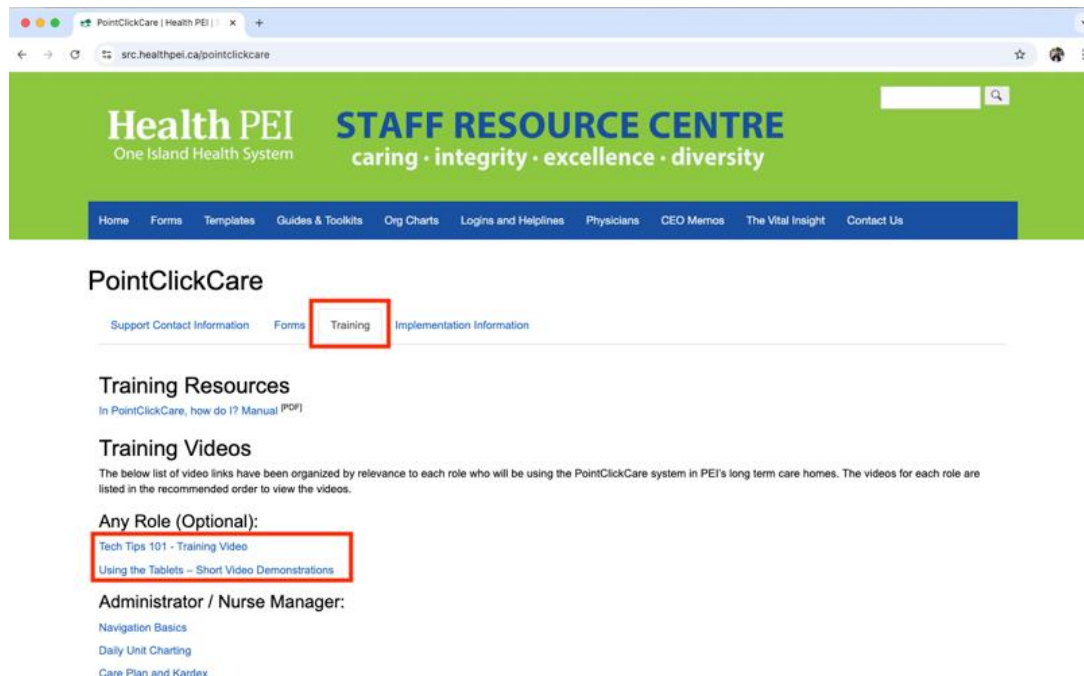 PointClickCare | Health PEI |
src.healthpei.ca/pointclickcare
Health PEI
One Island Health System
STAFF RESOURCE CENTRE
caring · integrity · excellence · diversity
Home Forms Templates Guides & Toolkits Org Charts Logins and Helplines Physicians CEO Memos The Vital Insight Contact Us
PointClickCare
Support Contact Information Forms Training Implementation Information
Training Resources
In PointClickCare, how do I? Manual [PDF]
Training Videos
The below list of video links have been organized by relevance to each role who will be using the PointClickCare system in PEI's long term care homes. The videos for each role are
listed in the recommended order to view the videos.
Any Role (Optional):
Tech Tips 101 - Training Video
Using the Tablets – Short Video Demonstrations
Administrator / Nurse Manager:
Navigation Basics
Daily Unit Charting
Care Plan and Kardex